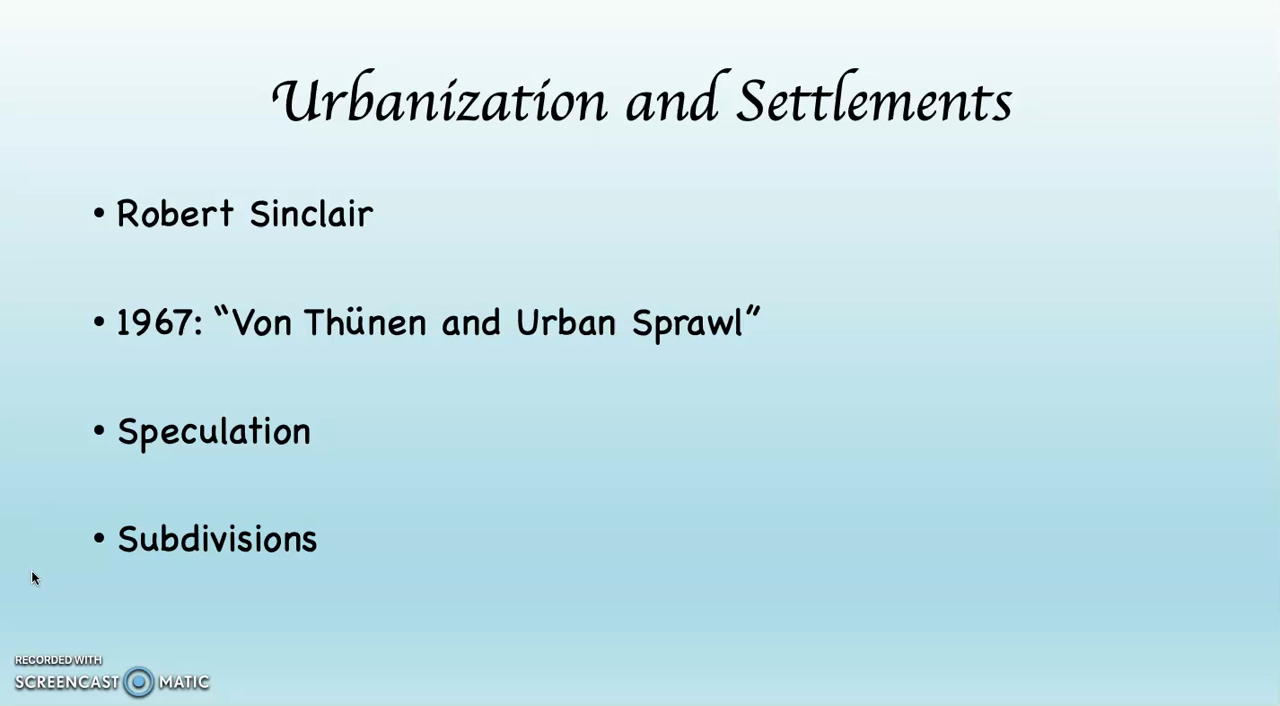 Urbanization and Settlements
• Robert Sinclair
• 1967: “Von Thünen and Urban Sprawl”
• Speculation
• Subdivisions
RECORDED WITH
SCREENCAST MATIC